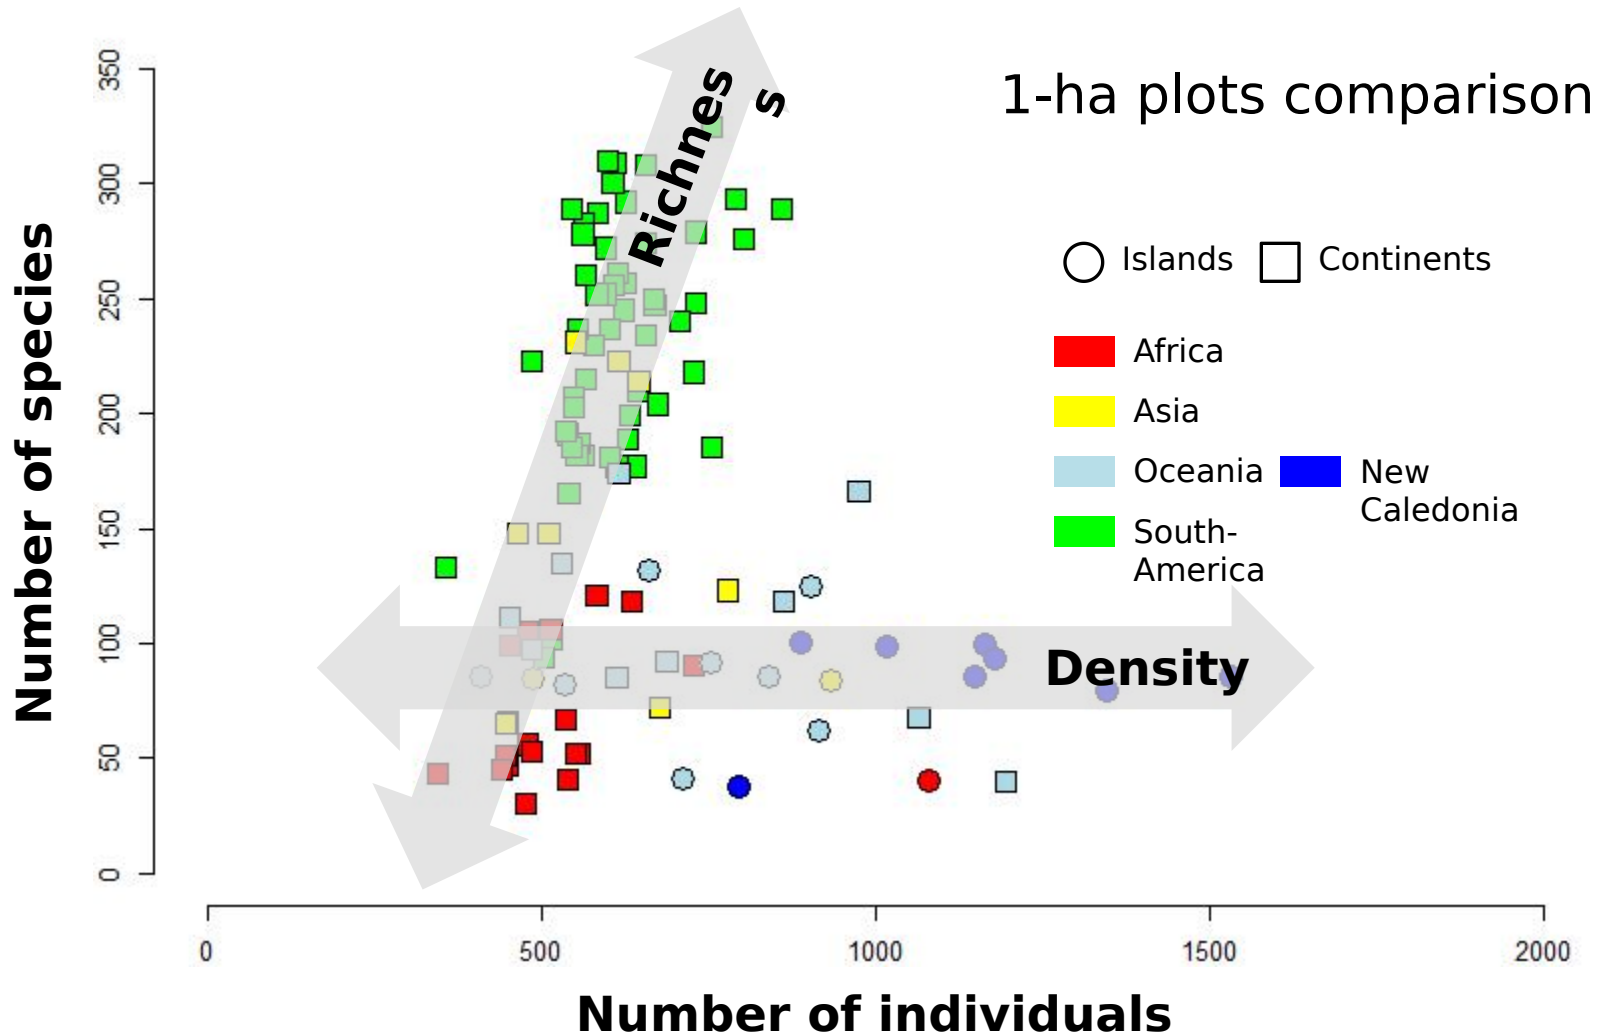 1-ha plots comparison
Richnes
s
Islands
Continents
Africa
Asia
Oceania
New
Caledonia
South-
America
Density
Number of species
350
300
250
200
150
100
50
0
0
500
1000
1500
2000
Number of individuals